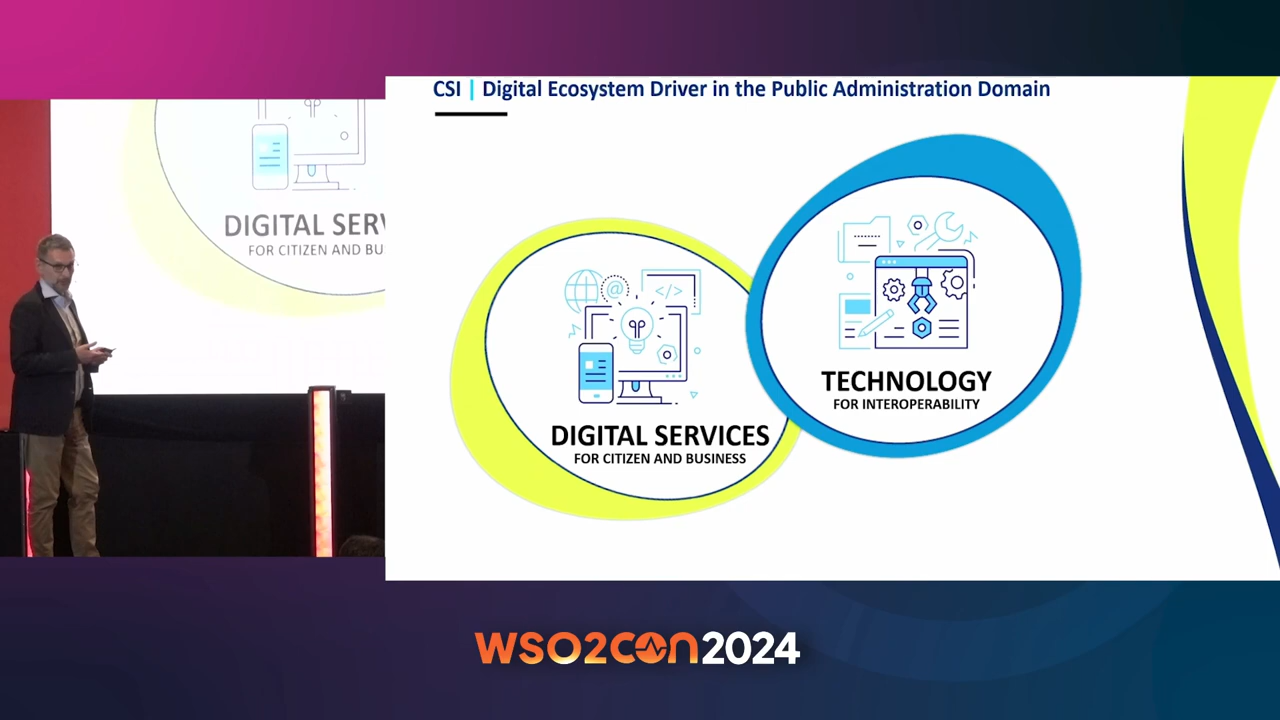 CSI | Digital Ecosystem Driver in the Public Administration Domain
DIGITAL SERV
FOR CITIZEN AND BU
@
</>
DIGITAL SERVICES
FOR CITIZEN AND BUSINESS
TECHNOLOGY
FOR INTEROPERABILITY
WSO2CON2024